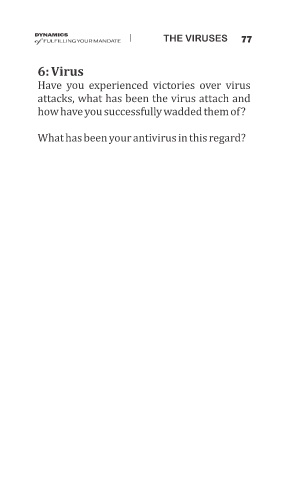 DYNAMICS
of FULFILLING YOUR MANDATE | THE VIRUSES 77
6: Virus
Have you experienced victories over virus
attacks, what has been the virus attach and
how have you successfully wadded them of?
What has been your antivirus in this regard?